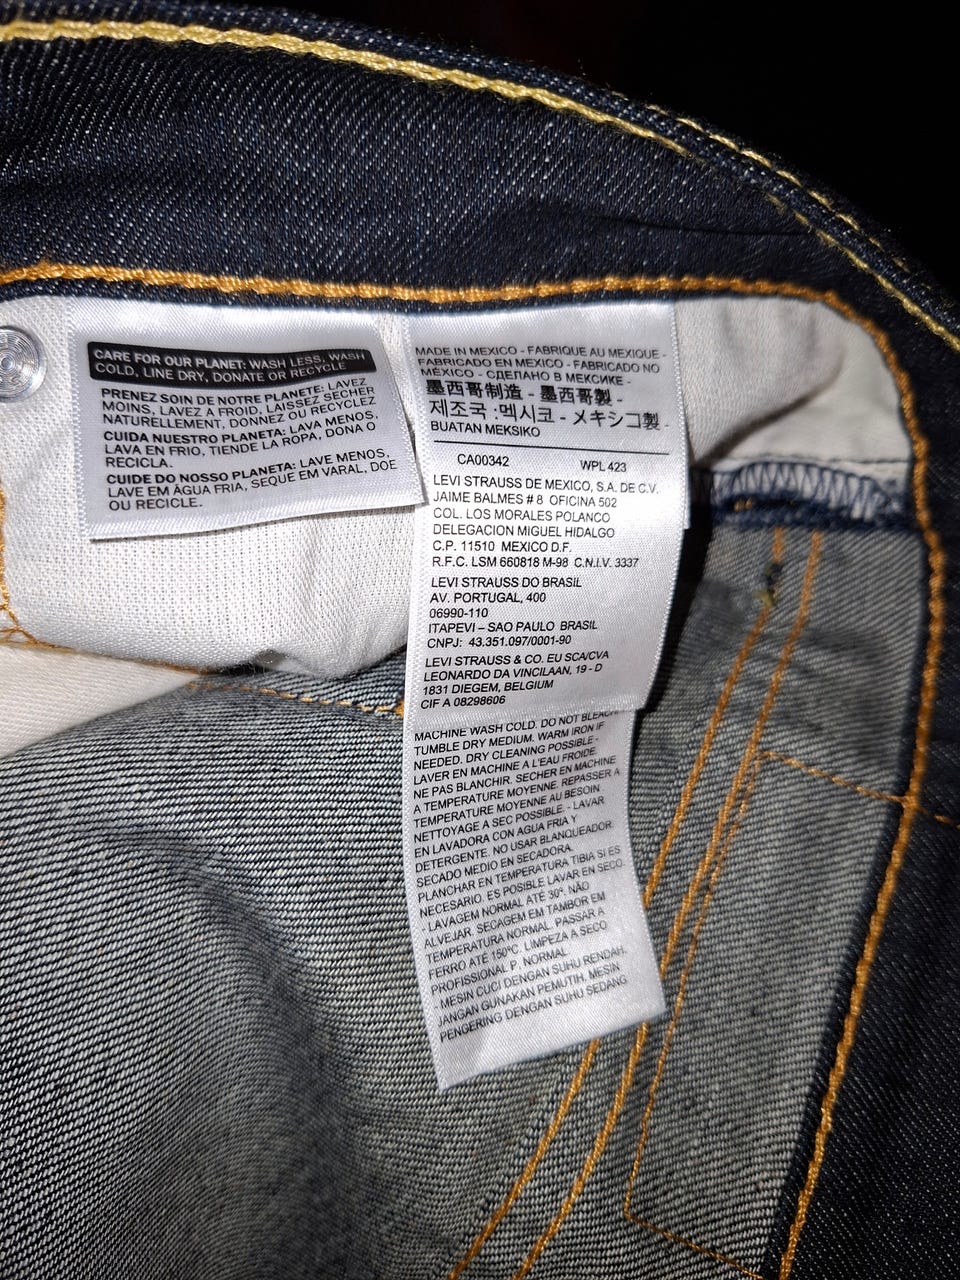 CARE FOR OUR PLANET: WASH LESS, WASH
COLD, LINE DRY, DONATE OR RECYCLE
PRENEZ SOIN DE NOTRE PLANETE: LAVEZ
MOINS, LAVEZ A FROID, LAISSEZ SECHER
NATURELLEMENT, DONNEZ OU RECYCLEZ
CUIDA NUESTRO PLANETA: LAVA MENOS,
LAVA EN FRIO, TIENDE LA ROPA, DONA O
RECICLA.
CUIDE DO NOSSO PLANETA: LAVE MENOS,
LAVE EM ÁGUA FRIA, SEQUE EM VARAL, DOE
OU RECICLE.
MADE IN MEXICO - FABRIQUE AU MEXIQUE -
FABRICADO EN MEXICO - FABRICADO NO
MÉXICO - СДЕЛАНО В МЕКСИКЕ -
墨西哥制造 - 墨西哥製 -
제조국 :멕시코 - メキシコ製 -
BUATAN MEKSIKO
CA00342 WPL 423
LEVI STRAUSS DE MEXICO, S.A. DE C.V.
JAIME BALMES # 8 OFICINA 502
COL. LOS MORALES POLANCO
DELEGACION MIGUEL HIDALGO
C.P. 11510 MEXICO D.F.
R.F.C. LSM 660818 M-98 C.N.I.V. 3337
LEVI STRAUSS DO BRASIL
AV. PORTUGAL, 400
06990-110
ITAPEVI – SAO PAULO BRASIL
CNPJ: 43.351.097/0001-90
LEVI STRAUSS & CO. EU SCA/CVA
LEONARDO DA VINCILAAN, 19 - D
1831 DIEGEM, BELGIUM
CIF A 08298606
MACHINE WASH COLD. DO NOT BLEACH.
TUMBLE DRY MEDIUM. WARM IRON IF
NEEDED. DRY CLEANING POSSIBLE -
LAVER EN MACHINE A L'EAU FROIDE.
NE PAS BLANCHIR. SECHER EN MACHINE
A TEMPERATURE MOYENNE. REPASSER A
TEMPERATURE MOYENNE AU BESOIN.
NETTOYAGE A SEC POSSIBLE. - LAVAR
EN LAVADORA CON AGUA FRIA Y
DETERGENTE. NO USAR BLANQUEADOR.
SECADO MEDIO EN SECADORA.
PLANCHAR EN TEMPERATURA TIBIA SI ES
NECESARIO. ES POSIBLE LAVAR EN SECO.
- LAVAGEM NORMAL ATÉ 30°. NÃO
ALVEJAR. SECAGEM EM TAMBOR EM
TEMPERATURA NORMAL. PASSAR A
FERRO ATÉ 150ºC. LIMPEZA A SECO
PROFISSIONAL P. NORMAL
- MESIN CUCI DENGAN SUHU RENDAH.
JANGAN GUNAKAN PEMUTIH. MESIN
PENGERING DENGAN SUHU SEDANG